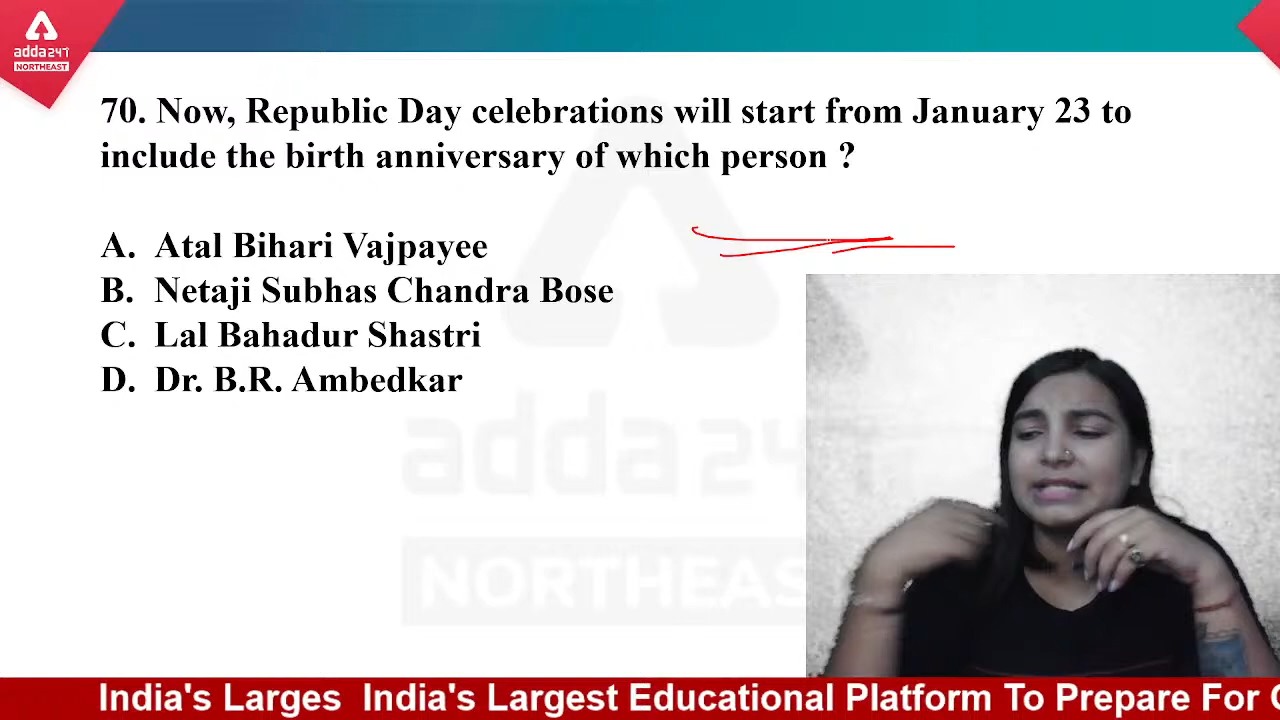 adda247
NORTHEAST
70. Now, Republic Day celebrations will start from January 23 to
include the birth anniversary of which person ?
A. Atal Bihari Vajpayee
B. Netaji Subhas Chandra Bose
C. Lal Bahadur Shastri
D. Dr. B.R. Ambedkar
adda247
NORTHEAST
India's Larges India's Largest Educational Platform To Prepare For